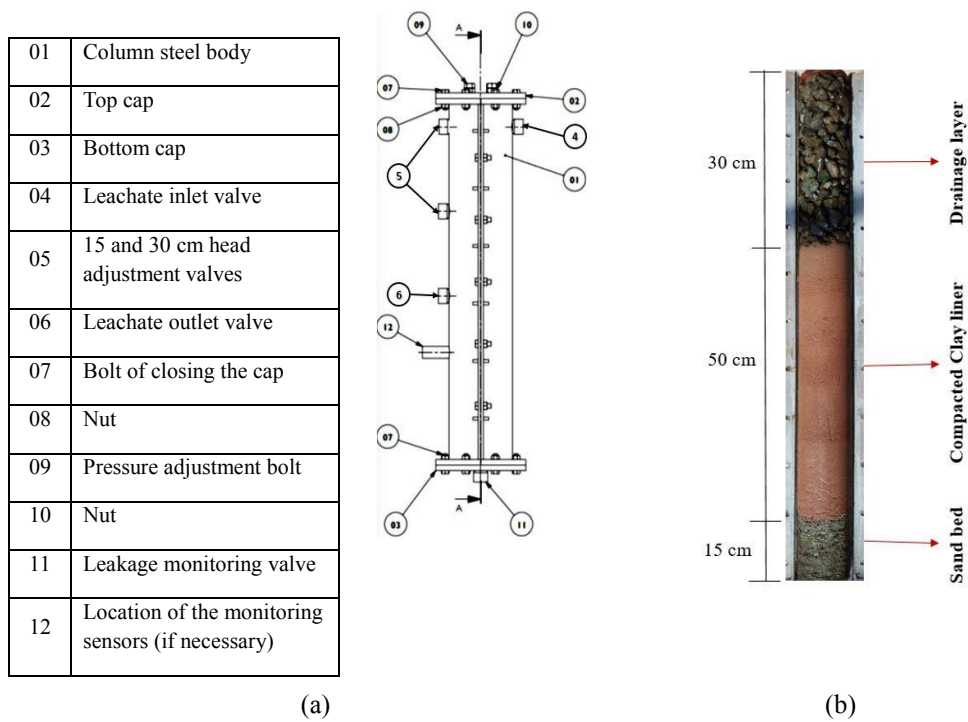 01 Column steel body
02 Top cap
03 Bottom cap
04 Leachate inlet valve
05 15 and 30 cm head
adjustment valves
06 Leachate outlet valve
07 Bolt of closing the cap
08 Nut
09 Pressure adjustment bolt
10 Nut
11 Leakage monitoring valve
12 Location of the monitoring
sensors (if necessary)
(a)
09
A
10
07
02
08
4
5
01
6
12
07
A
03
11
30 cm
Drainage layer
50 cm
Compacted Clay liner
15 cm
Sand bed
(b)